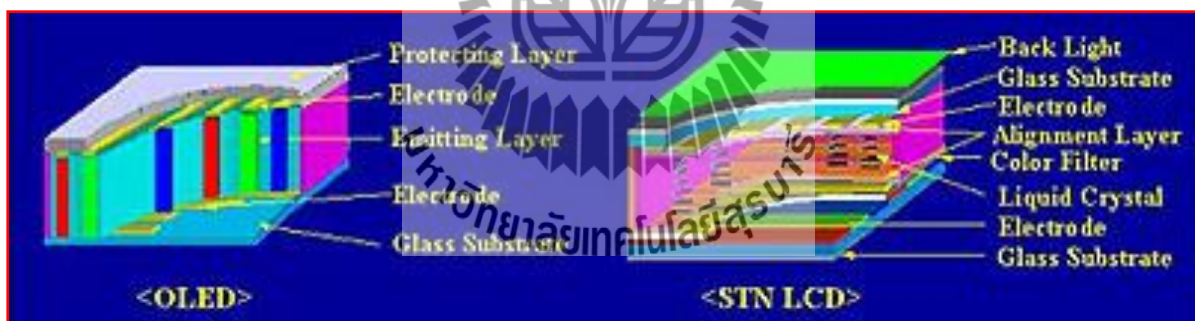 Protecting Layer
Electrode
Emitting Layer
Electrode
Glass Substrate
<OLED>
Back Light
Glass Substrate
Electrode
Alignment Layer
Color Filter
Liquid Crystal
Electrode
Glass Substrate
<STN LCD>
มหาวิทยาลัยเทคโนโลยีสุรนารี